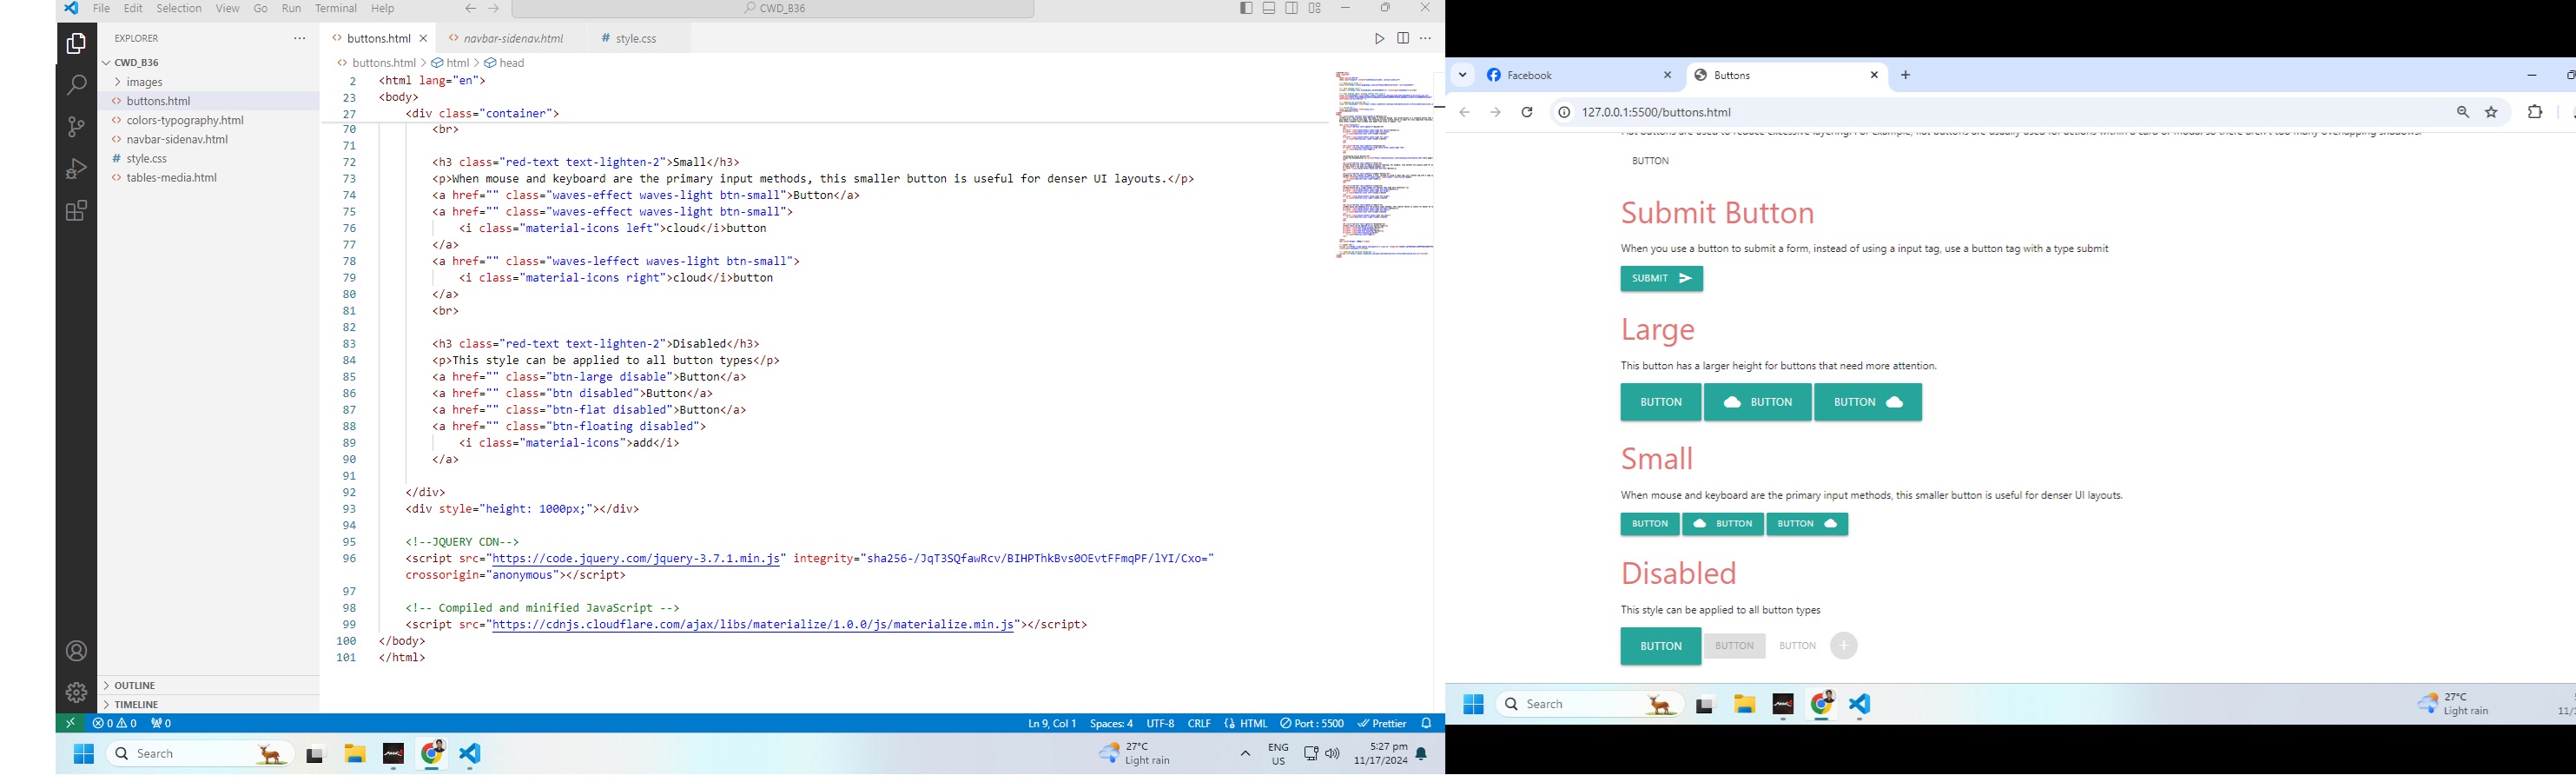 File Edit Selection View Go Run Terminal Help
CWD_B36
EXPLORER
CWD_B36
images
buttons.html
colors-typography.html
navbar-sidenav.html
style.css
tables-media.html
OUTLINE
TIMELINE
buttons.html navbar-sidenav.html # style.css
buttons.html > html > head
2 <html lang="en">
23 <body>
27 <div class="container">
70 <br>
71
72 <h3 class="red-text text-lighten-2">Small</h3>
73 <p>When mouse and keyboard are the primary input methods, this smaller button is useful for denser UI layouts.</p>
74 <a href="" class="waves-effect waves-light btn-small">Button</a>
75 <a href="" class="waves-effect waves-light btn-small">
76 <i class="material-icons left">cloud</i>button
77 </a>
78 <a href="" class="waves-leffect waves-light btn-small">
79 <i class="material-icons right">cloud</i>button
80 </a>
81 <br>
82
83 <h3 class="red-text text-lighten-2">Disabled</h3>
84 <p>This style can be applied to all button types</p>
85 <a href="" class="btn-large disable">Button</a>
86 <a href="" class="btn disabled">Button</a>
87 <a href="" class="btn-flat disabled">Button</a>
88 <a href="" class="btn-floating disabled">
89 <i class="material-icons">add</i>
90 </a>
91
92 </div>
93 <div style="height: 1000px;"></div>
94
95 <!--JQUERY CDN-->
96 <script src="https://code.jquery.com/jquery-3.7.1.min.js" integrity="sha256-/JqT3SQfawRcv/BIHPThkBvs0OEvtFFmqPF/lYI/Cxo="
crossorigin="anonymous"></script>
97
98 <!-- Compiled and minified JavaScript -->
99 <script src="https://cdnjs.cloudflare.com/ajax/libs/materialize/1.0.0/js/materialize.min.js"></script>
100 </body>
101 </html>
0 0 0 Ln 9, Col 1 Spaces: 4 UTF-8 CRLF HTML Port : 5500 Prettier
Search
27°C
Light rain
ENG
US
5:27 pm
11/17/2024
Facebook Buttons
127.0.0.1:5500/buttons.html
BUTTON
Submit Button
When you use a button to submit a form, instead of using a input tag, use a button tag with a type submit
SUBMIT
Large
This button has a larger height for buttons that need more attention.
BUTTON BUTTON BUTTON
Small
When mouse and keyboard are the primary input methods, this smaller button is useful for denser UI layouts.
BUTTON BUTTON BUTTON
Disabled
This style can be applied to all button types
BUTTON BUTTON BUTTON
Search
27°C
Light rain
11/